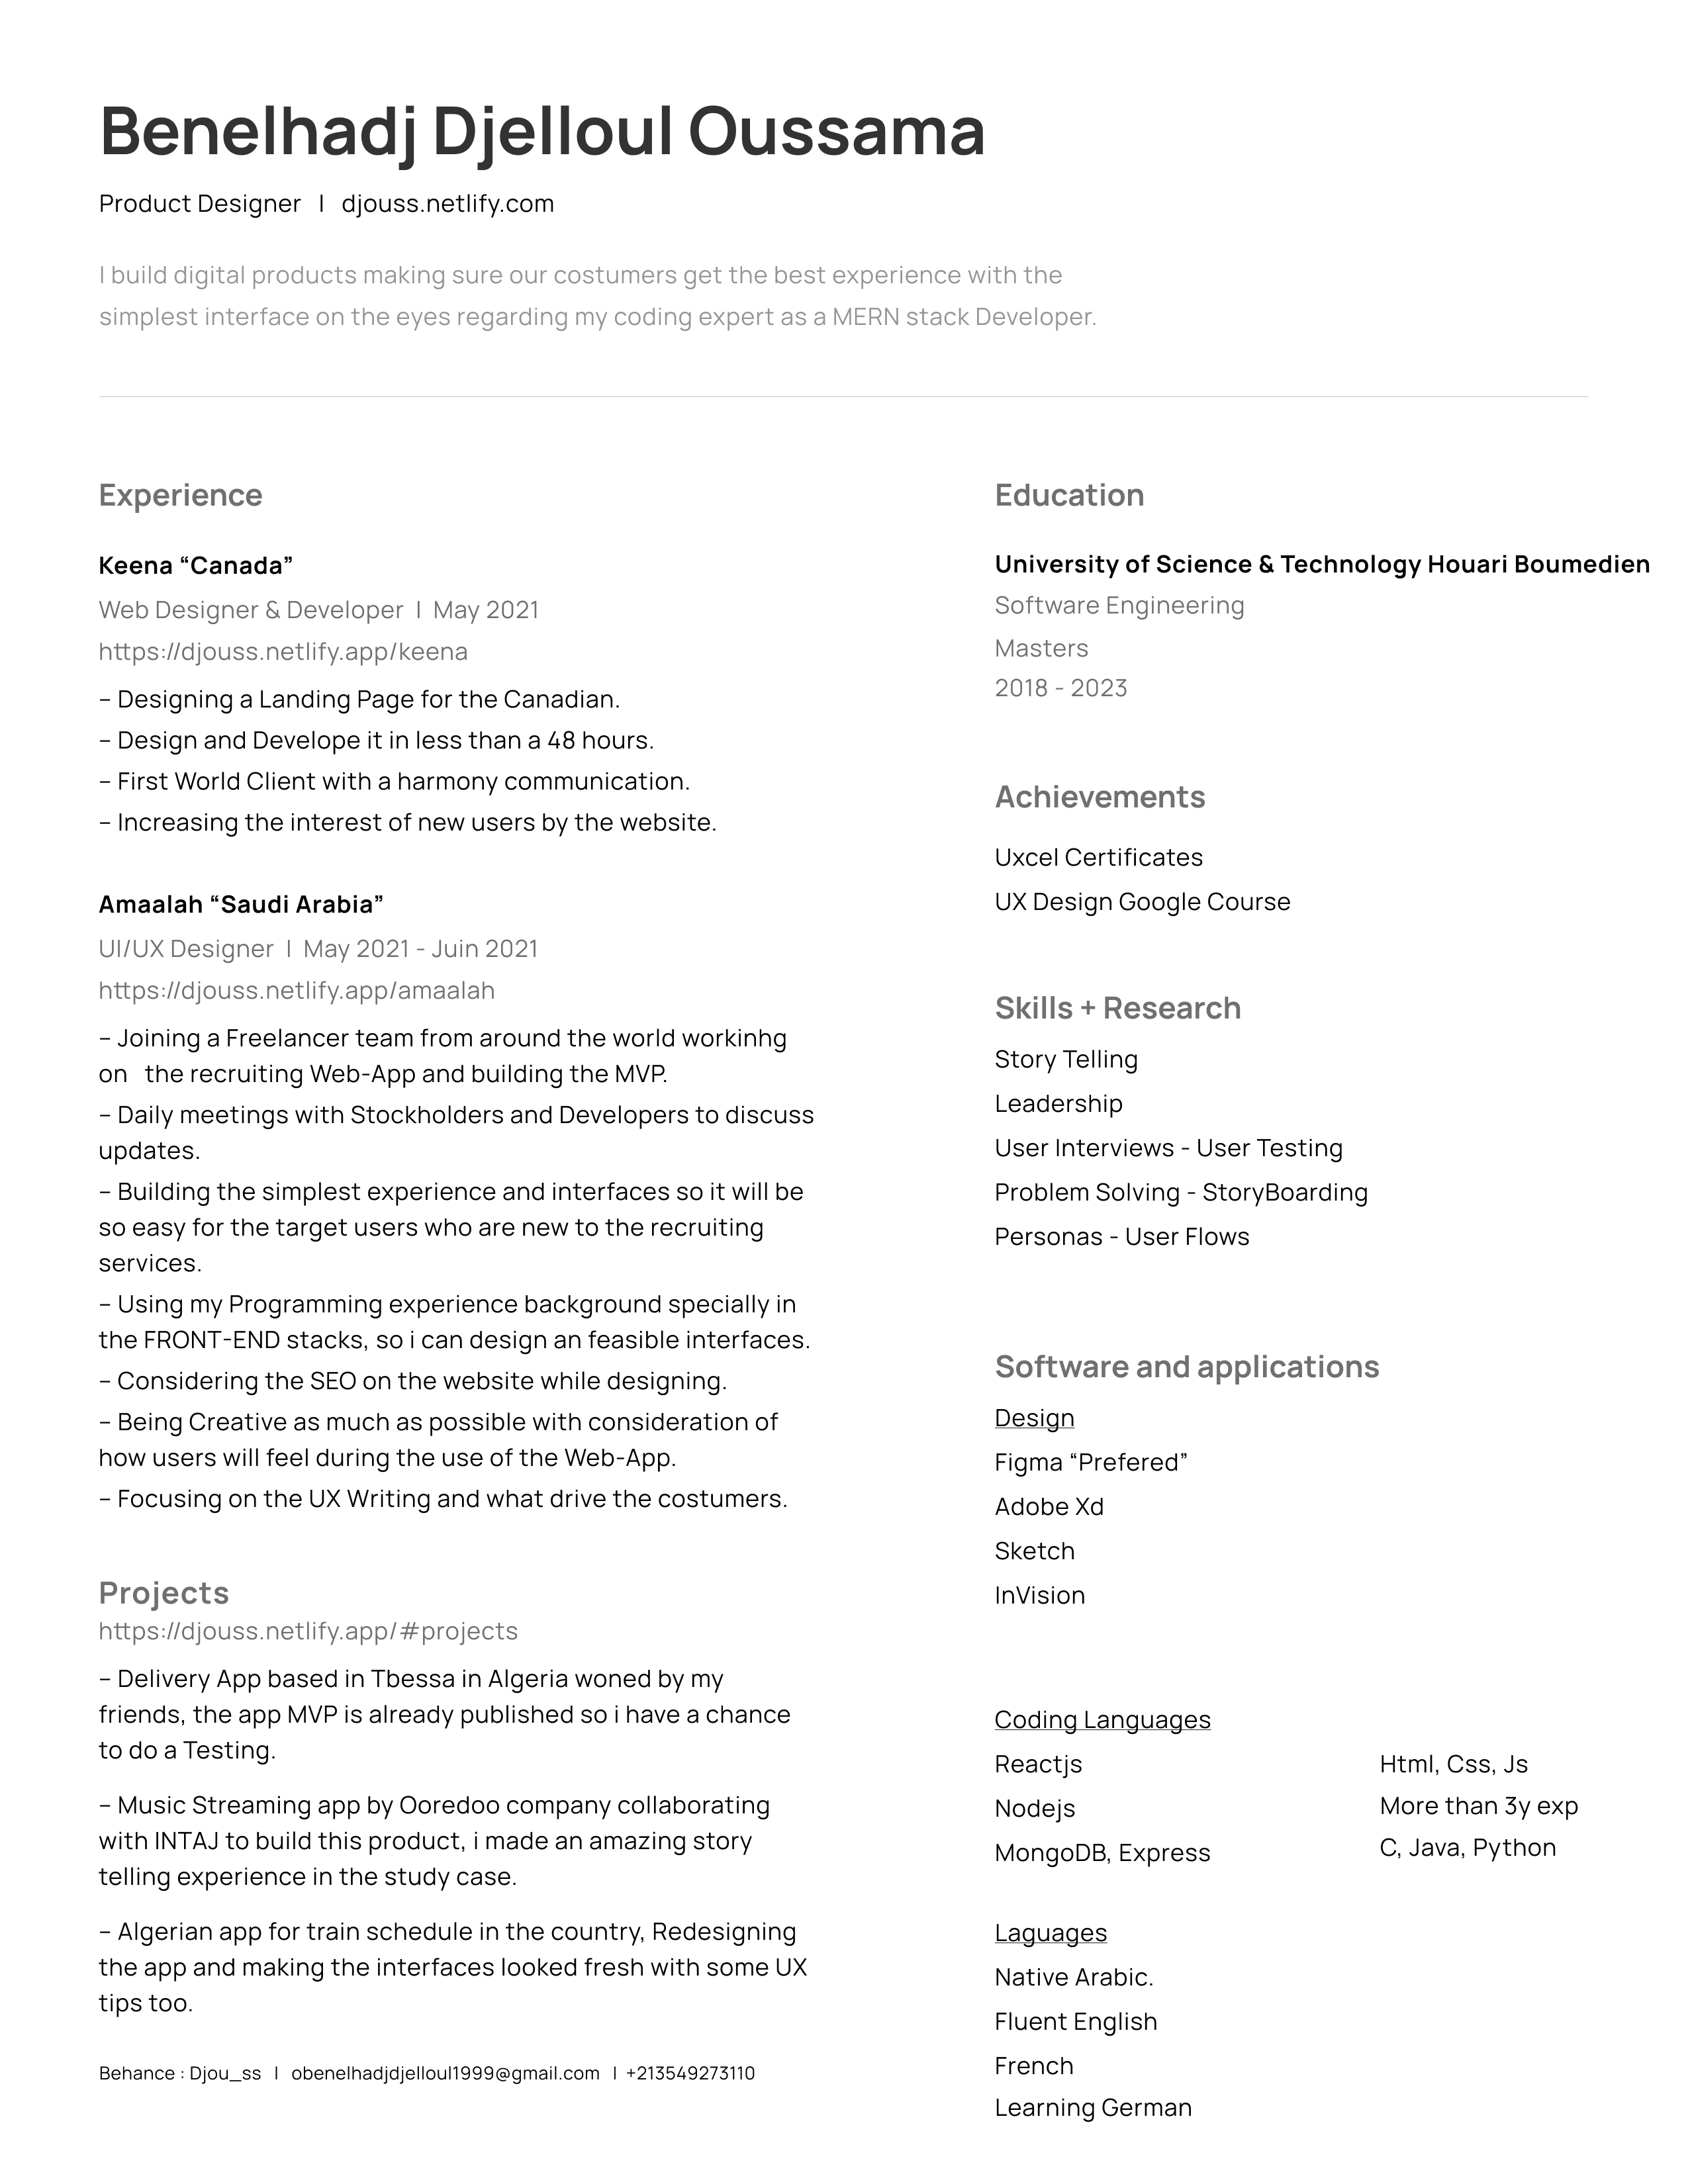 Benelhadj Djelloul Oussama
Product Designer | djouss.netlify.com
I build digital products making sure our costumers get the best experience with the
simplest interface on the eyes regarding my coding expert as a MERN stack Developer.
Experience
Keena “Canada”
Web Designer & Developer | May 2021
https://djouss.netlify.app/keena
– Designing a Landing Page for the Canadian.
– Design and Develope it in less than a 48 hours.
– First World Client with a harmony communication.
– Increasing the interest of new users by the website.
Amaalah “Saudi Arabia”
UI/UX Designer | May 2021 - Juin 2021
https://djouss.netlify.app/amaalah
– Joining a Freelancer team from around the world workinhg
on the recruiting Web-App and building the MVP.
– Daily meetings with Stockholders and Developers to discuss
updates.
– Building the simplest experience and interfaces so it will be
so easy for the target users who are new to the recruiting
services.
– Using my Programming experience background specially in
the FRONT-END stacks, so i can design an feasible interfaces.
– Considering the SEO on the website while designing.
– Being Creative as much as possible with consideration of
how users will feel during the use of the Web-App.
– Focusing on the UX Writing and what drive the costumers.
Projects
https://djouss.netlify.app/#projects
– Delivery App based in Tbessa in Algeria woned by my
friends, the app MVP is already published so i have a chance
to do a Testing.
– Music Streaming app by Ooredoo company collaborating
with INTAJ to build this product, i made an amazing story
telling experience in the study case.
– Algerian app for train schedule in the country, Redesigning
the app and making the interfaces looked fresh with some UX
tips too.
Behance : Djou_ss | obenelhadjdjelloul1999@gmail.com | +213549273110
Education
University of Science & Technology Houari Boumedien
Software Engineering
Masters
2018 - 2023
Achievements
Uxcel Certificates
UX Design Google Course
Skills + Research
Story Telling
Leadership
User Interviews - User Testing
Problem Solving - StoryBoarding
Personas - User Flows
Software and applications
Design
Figma “Prefered”
Adobe Xd
Sketch
InVision
Coding Languages
Reactjs
Nodejs
MongoDB, Express
Html, Css, Js
More than 3y exp
C, Java, Python
Laguages
Native Arabic.
Fluent English
French
Learning German